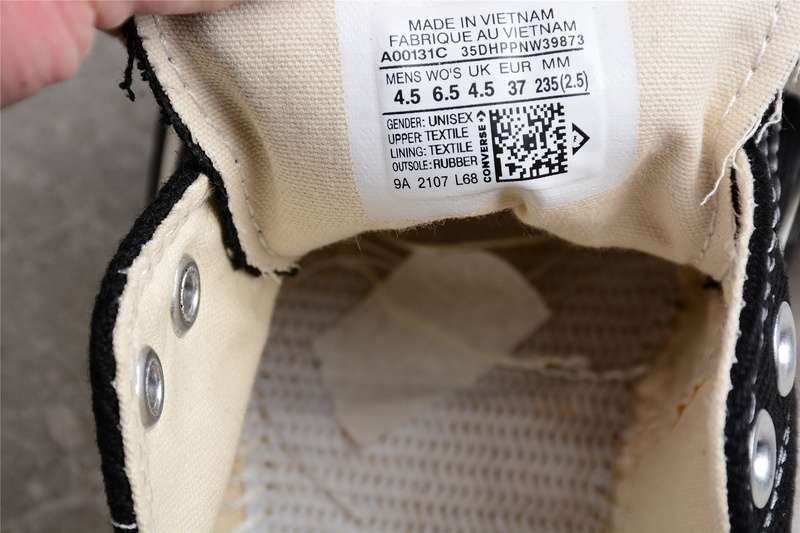 MADE IN VIETNAM
FABRIQUE AU VIETNAM
A00131C 35DHPPNW39873
MENS WO'S UK EUR MM
4.5 6.5 4.5 37 235(2.5)
GENDER: UNISEX
UPPER: TEXTILE
LINING: TEXTILE
OUTSOLE: RUBBER
9A 2107 L68
CONVERSE